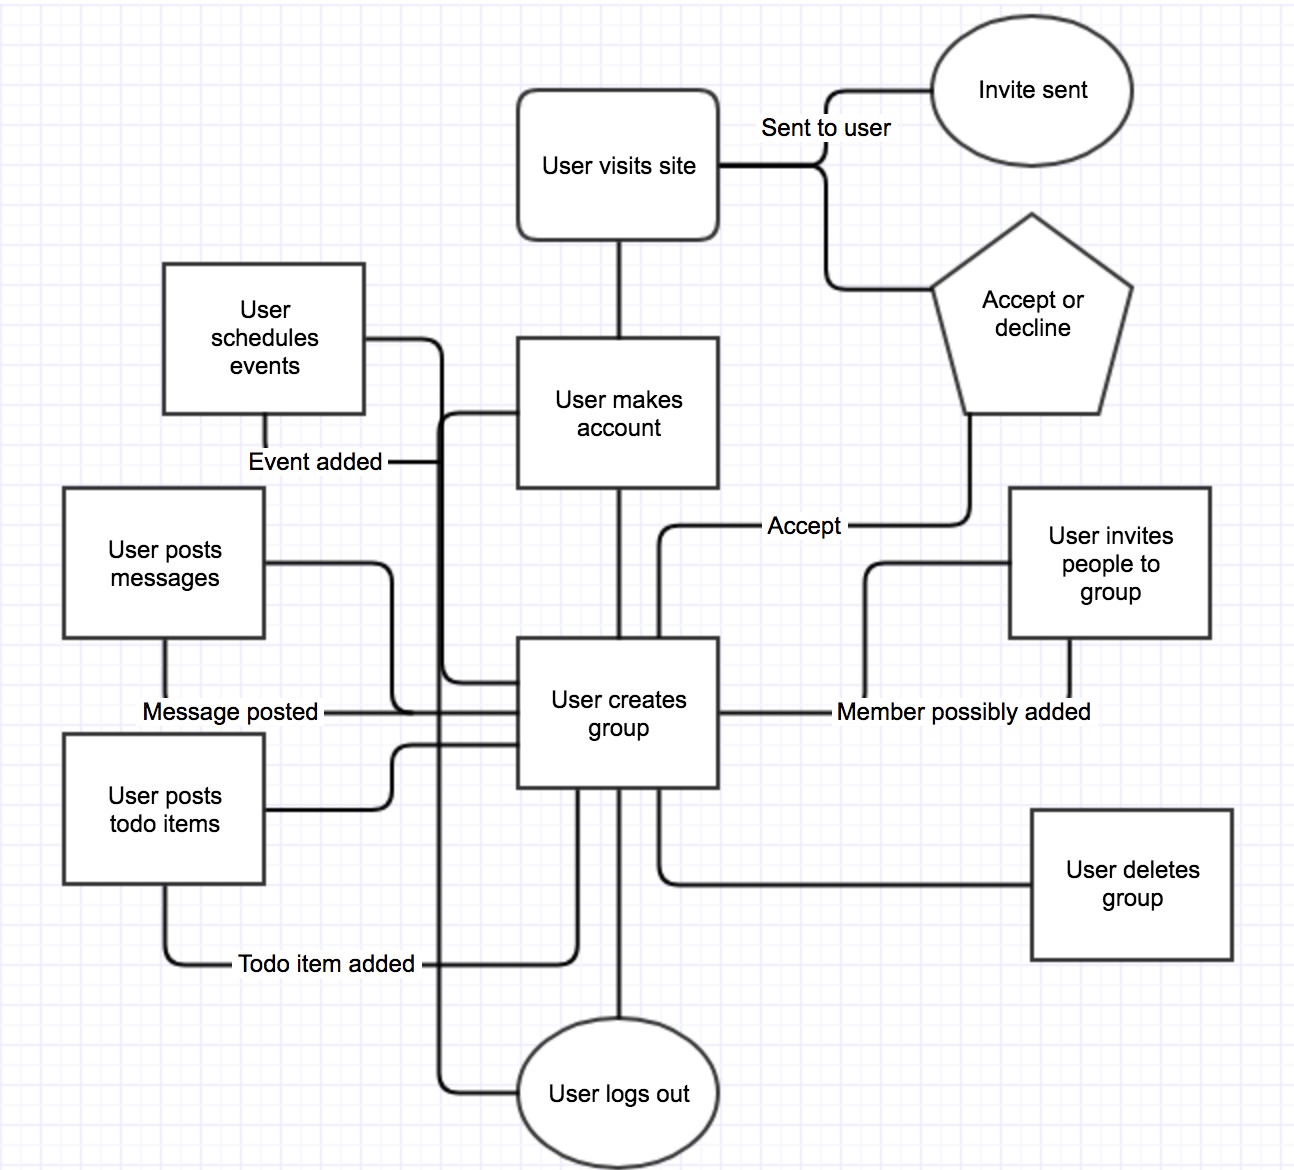 Invite sent
Sent to user
User visits site
Accept or
decline
User
schedules
events
User makes
account
Event added
Accept
User posts
messages
User invites
people to
group
User creates
group
Message posted
Member possibly added
User posts
todo items
User deletes
group
Todo item added
User logs out